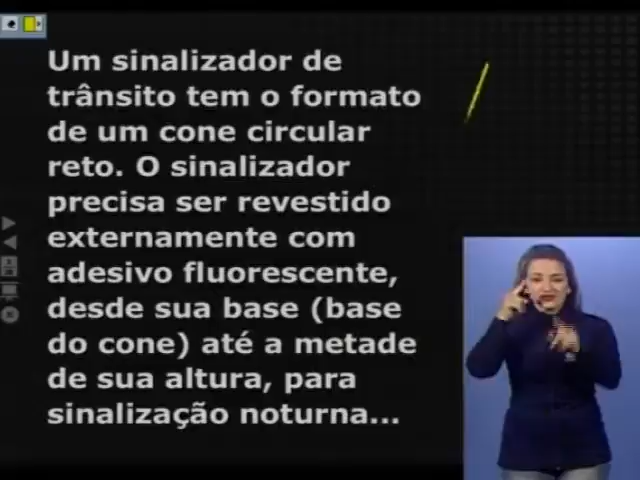 Um sinalizador de
trânsito tem o formato
de um cone circular
reto. O sinalizador
precisa ser revestido
externamente com
adesivo fluorescente,
desde sua base (base
do cone) até a metade
de sua altura, para
sinalização noturna...